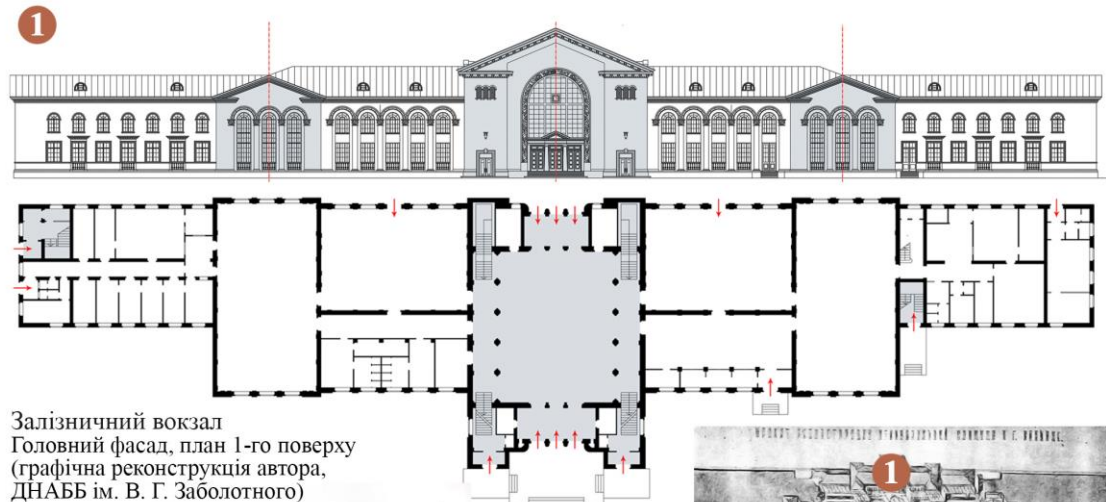 1
Залізничний вокзал
Головний фасад, план 1-го поверху
(графічна реконструкція автора,
ДНАББ ім. В. Г. Заболотного)
1